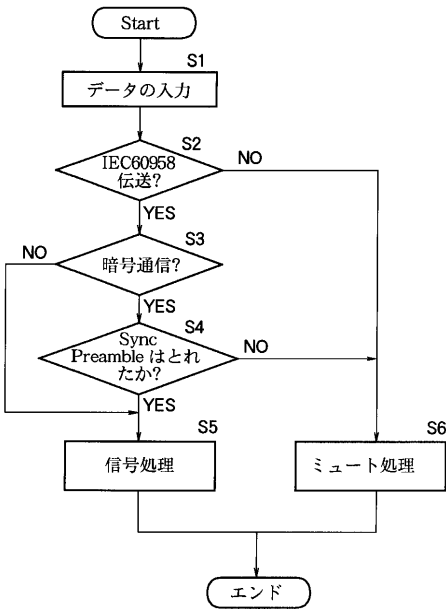 Start
S1
データの入力
S2
IEC60958
伝送?
NO
YES
S3
NO
暗号通信?
YES
S4
Sync
Preamble はとれ
たか?
NO
YES
S5
信号処理
S6
ミュート処理
エンド